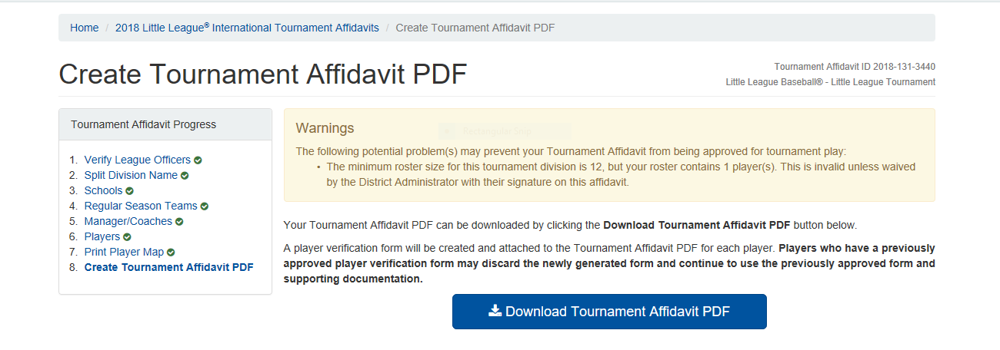 Home / 2018 Little League® International Tournament Affidavits / Create Tournament Affidavit PDF
Create Tournament Affidavit PDF
Tournament Affidavit ID 2018-131-3440
Little League Baseball® - Little League Tournament
Tournament Affidavit Progress
1. Verify League Officers
2. Split Division Name
3. Schools
4. Regular Season Teams
5. Manager/Coaches
6. Players
7. Print Player Map
8. Create Tournament Affidavit PDF
Warnings
Rectangular Snip
The following potential problem(s) may prevent your Tournament Affidavit from being approved for tournament play:
• The minimum roster size for this tournament division is 12, but your roster contains 1 player(s). This is invalid unless waived
by the District Administrator with their signature on this affidavit.
Your Tournament Affidavit PDF can be downloaded by clicking the Download Tournament Affidavit PDF button below.
A player verification form will be created and attached to the Tournament Affidavit PDF for each player. Players who have a previously
approved player verification form may discard the newly generated form and continue to use the previously approved form and
supporting documentation.
Download Tournament Affidavit PDF